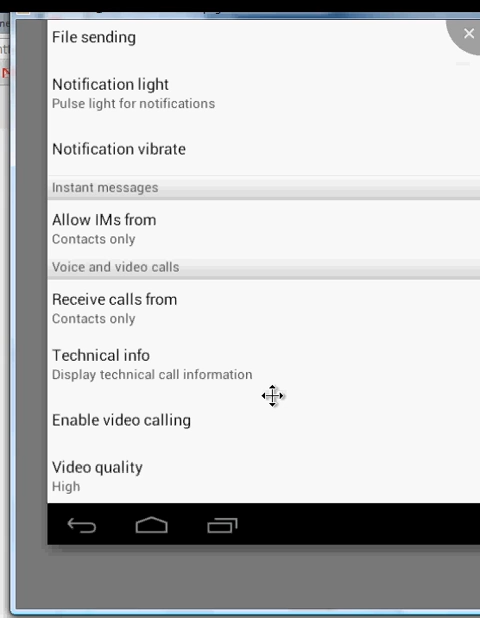 File sending
Notification light
Pulse light for notifications
Notification vibrate
Instant messages
Allow IMs from
Contacts only
Voice and video calls
Receive calls from
Contacts only
Technical info
Display technical call information
Enable video calling
Video quality
High